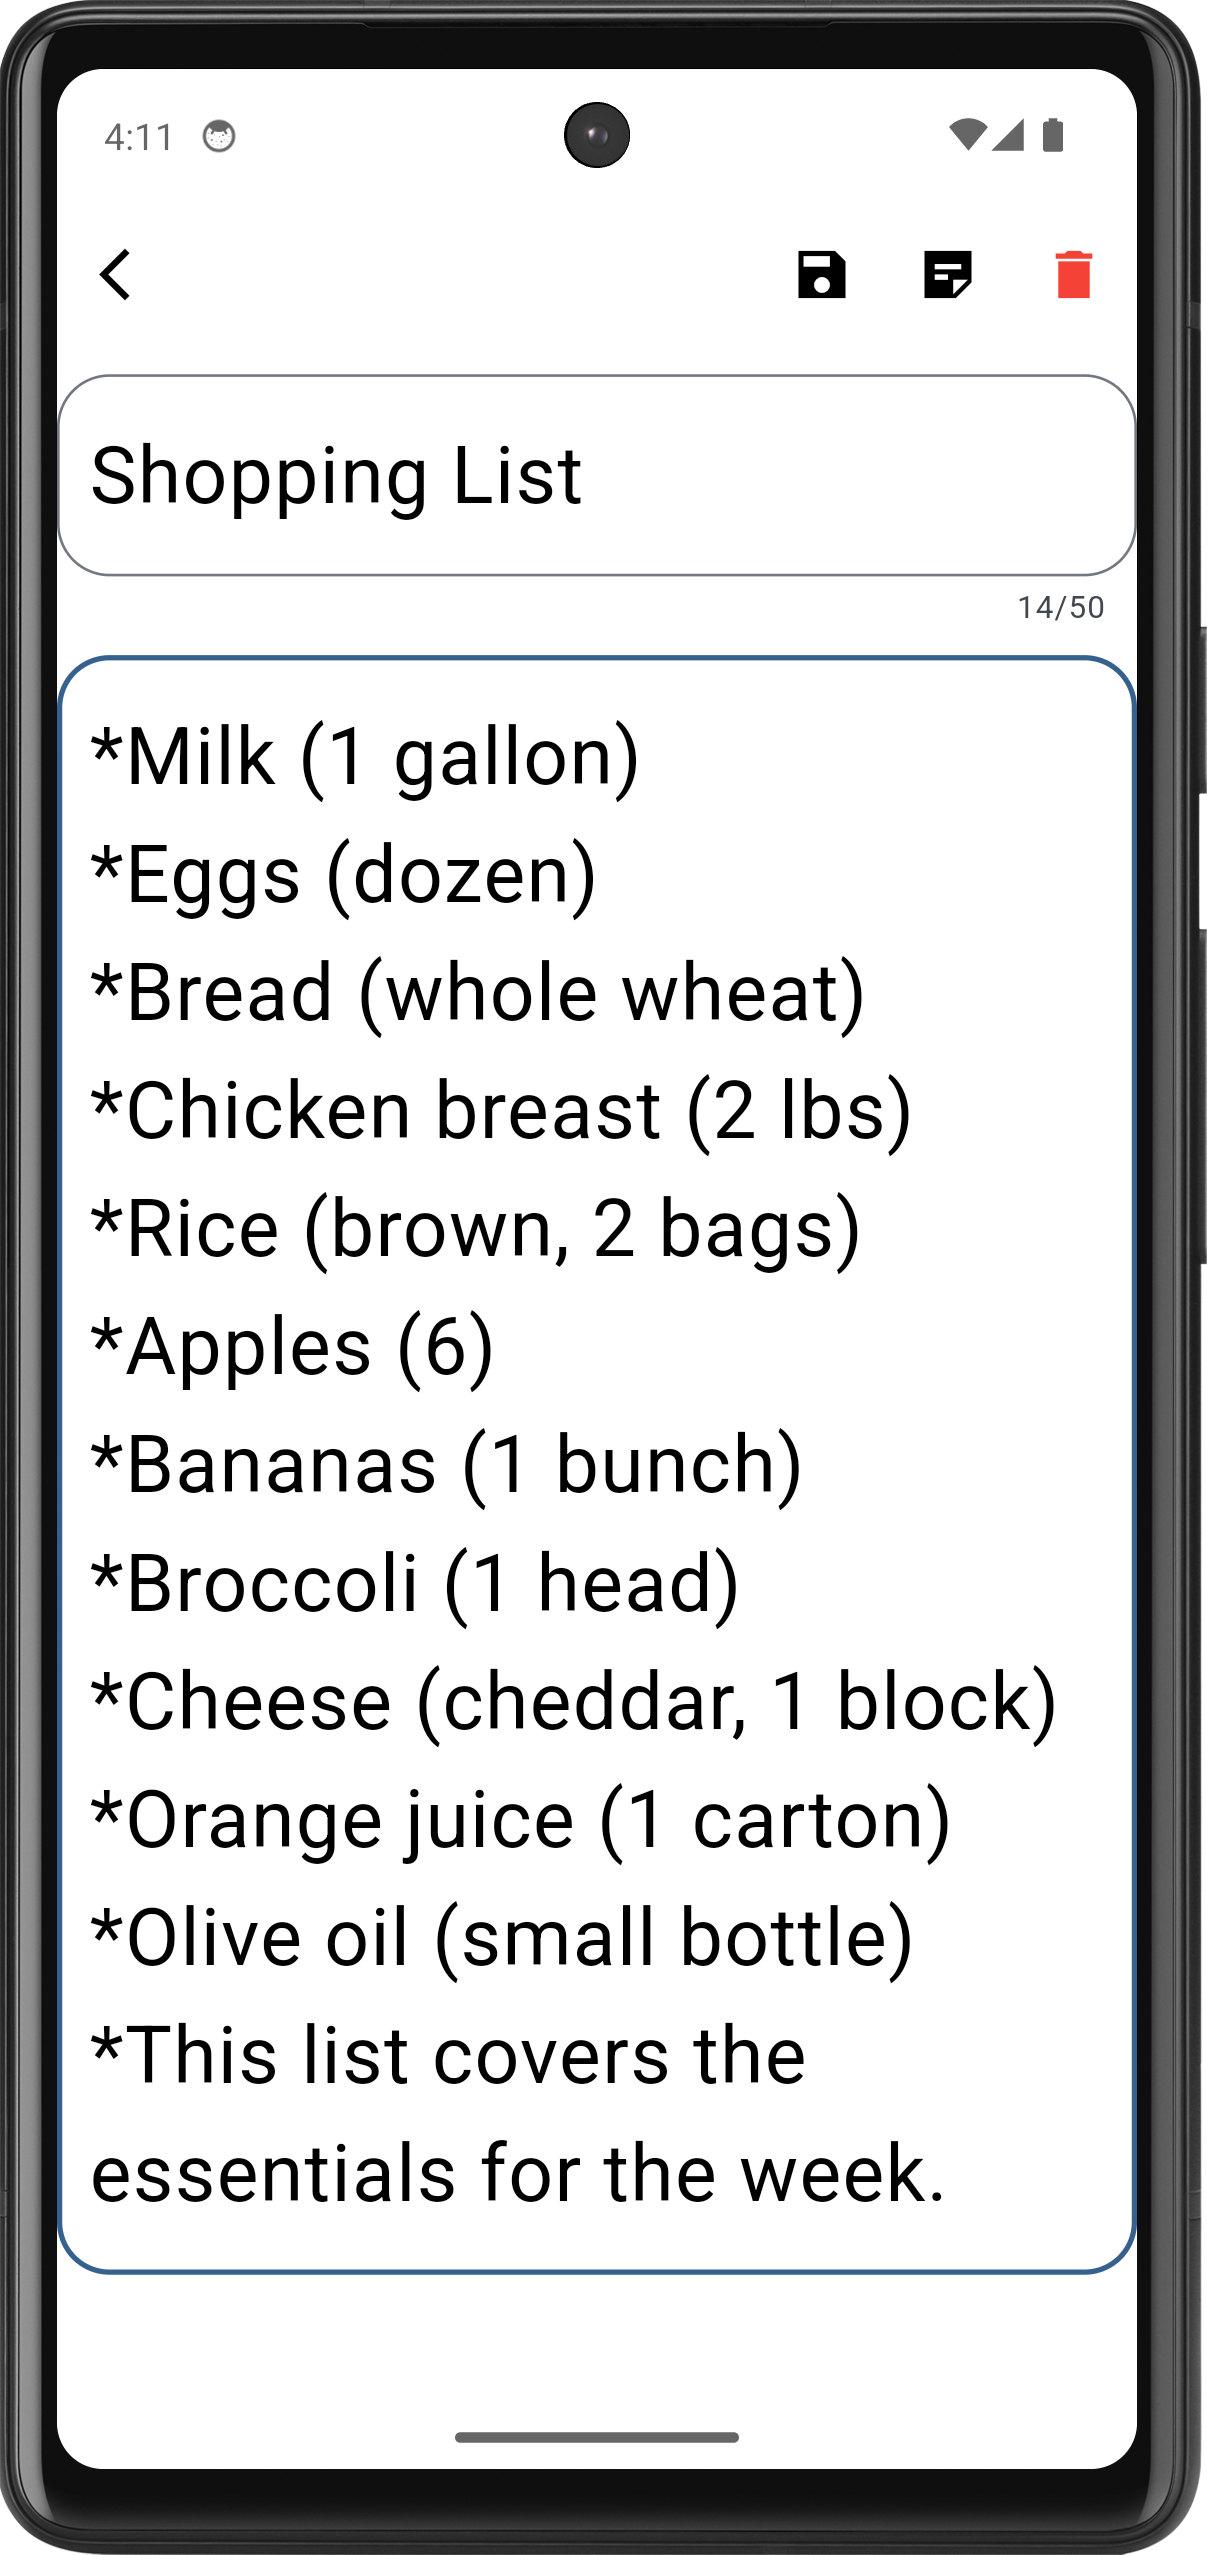 4:11
Shopping List
14/50
*Milk (1 gallon)
*Eggs (dozen)
*Bread (whole wheat)
*Chicken breast (2 lbs)
*Rice (brown, 2 bags)
*Apples (6)
*Bananas (1 bunch)
*Broccoli (1 head)
*Cheese (cheddar, 1 block)
*Orange juice (1 carton)
*Olive oil (small bottle)
*This list covers the
essentials for the week.